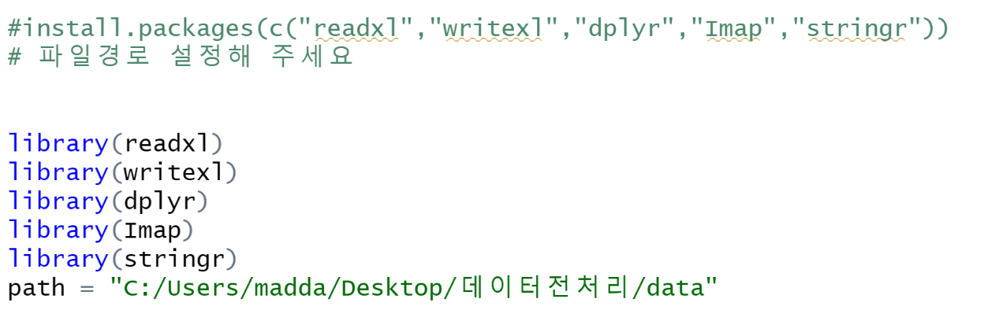 #install.packages(c("readxl","writexl","dplyr","Imap","stringr"))
# 파일경로 설정해 주세요
library(readxl)
library(writexl)
library(dplyr)
library(Imap)
library(stringr)
path = "C:/Users/madda/Desktop/데이터전처리/data"